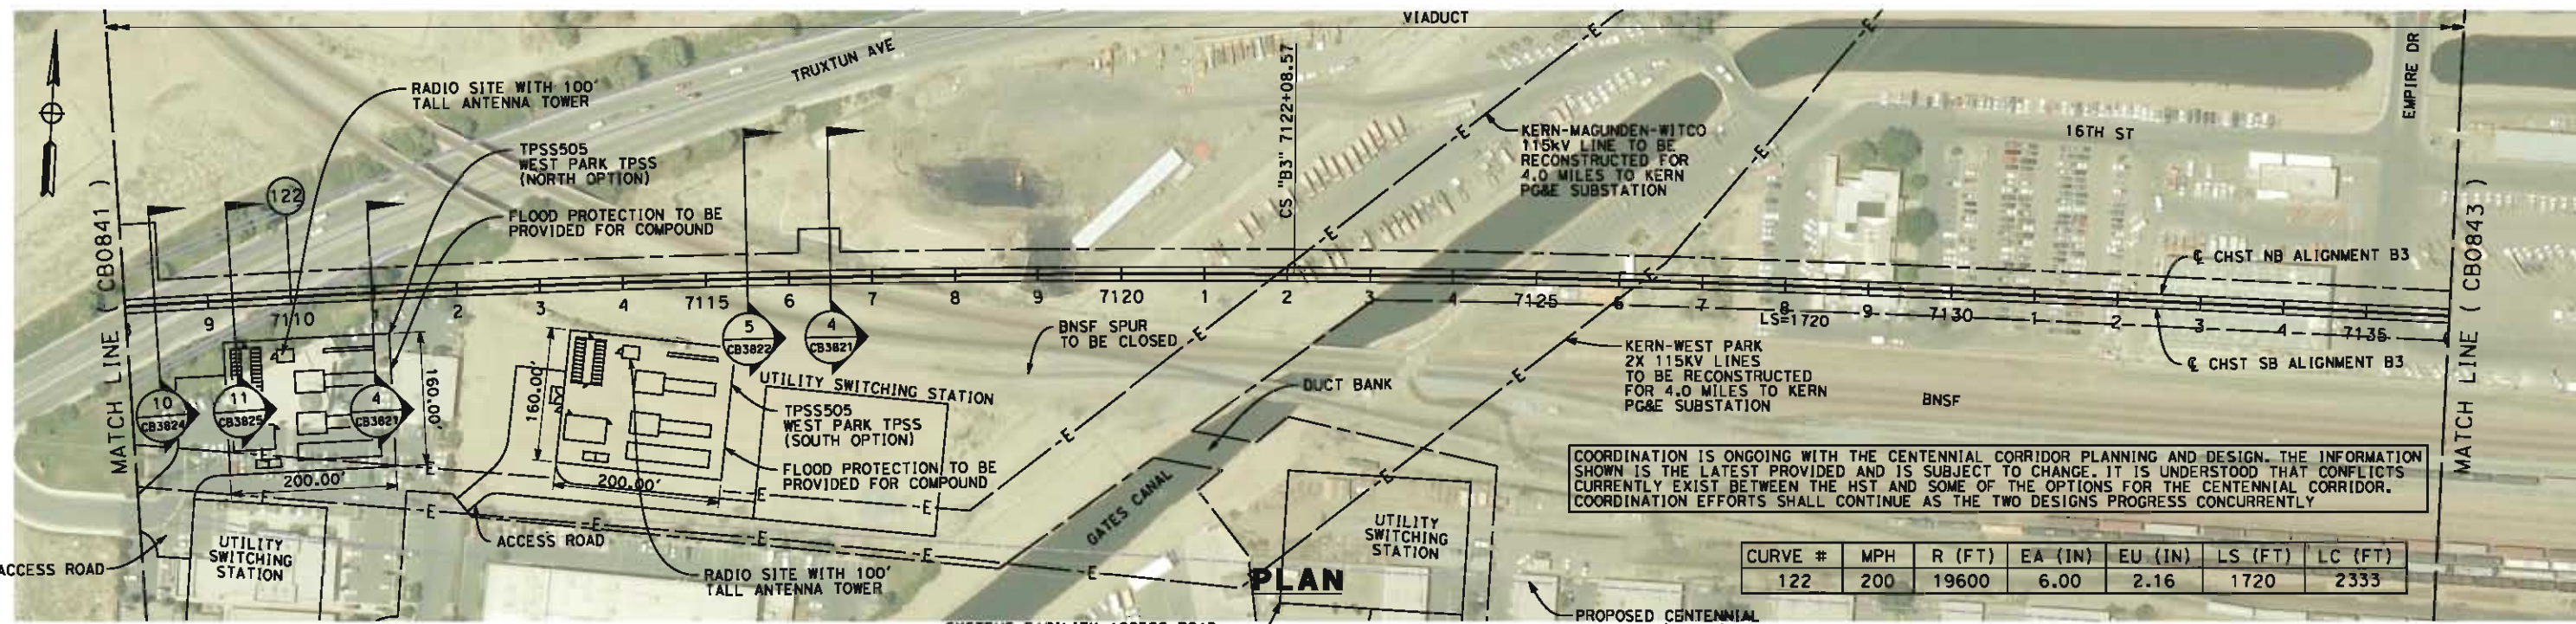 VIADUCT
TRUXTUN AVE
EMPIRE DR
RADIO SITE WITH 100'
TALL ANTENNA TOWER
TPSS505
WEST PARK TPSS
(NORTH OPTION)
FLOOD PROTECTION TO BE
PROVIDED FOR COMPOUND
122
CS "B3" 7122+08.57
KERN-MAGUNDEN-WITCO
115kV LINE TO BE
RECONSTRUCTED FOR
4.0 MILES TO KERN
PG&E SUBSTATION
16TH ST
MATCH LINE ( CB0841 )
MATCH LINE ( CB0843 )
℄ CHST NB ALIGNMENT B3
9 7110 1 2 3 4 7115 6 7 8 9 7120 1 2 3 4 7125 6 7 8 9 7130 1 2 3 4 7135
LS=1720
℄ CHST SB ALIGNMENT B3
5
CB3822
4
CB3821
BNSF SPUR
TO BE CLOSED
KERN-WEST PARK
2X 115KV LINES
TO BE RECONSTRUCTED
FOR 4.0 MILES TO KERN
PG&E SUBSTATION
BNSF
10
CB3824
11
CB3825
4
CB3821
160.00'
200.00'
160.00'
200.00'
UTILITY SWITCHING STATION
TPSS505
WEST PARK TPSS
(SOUTH OPTION)
FLOOD PROTECTION TO BE
PROVIDED FOR COMPOUND
DUCT BANK
GATES CANAL
E E E E E E E E E E E E E E E E E E
COORDINATION IS ONGOING WITH THE CENTENNIAL CORRIDOR PLANNING AND DESIGN. THE INFORMATION
SHOWN IS THE LATEST PROVIDED AND IS SUBJECT TO CHANGE. IT IS UNDERSTOOD THAT CONFLICTS
CURRENTLY EXIST BETWEEN THE HST AND SOME OF THE OPTIONS FOR THE CENTENNIAL CORRIDOR.
COORDINATION EFFORTS SHALL CONTINUE AS THE TWO DESIGNS PROGRESS CONCURRENTLY
UTILITY
SWITCHING
STATION
ACCESS ROAD
ACCESS ROAD
RADIO SITE WITH 100'
TALL ANTENNA TOWER
UTILITY
SWITCHING
STATION
PLAN
CURVE # MPH R (FT) EA (IN) EU (IN) LS (FT) LC (FT)
122 200 19600 6.00 2.16 1720 2333
PROPOSED CENTENNIAL